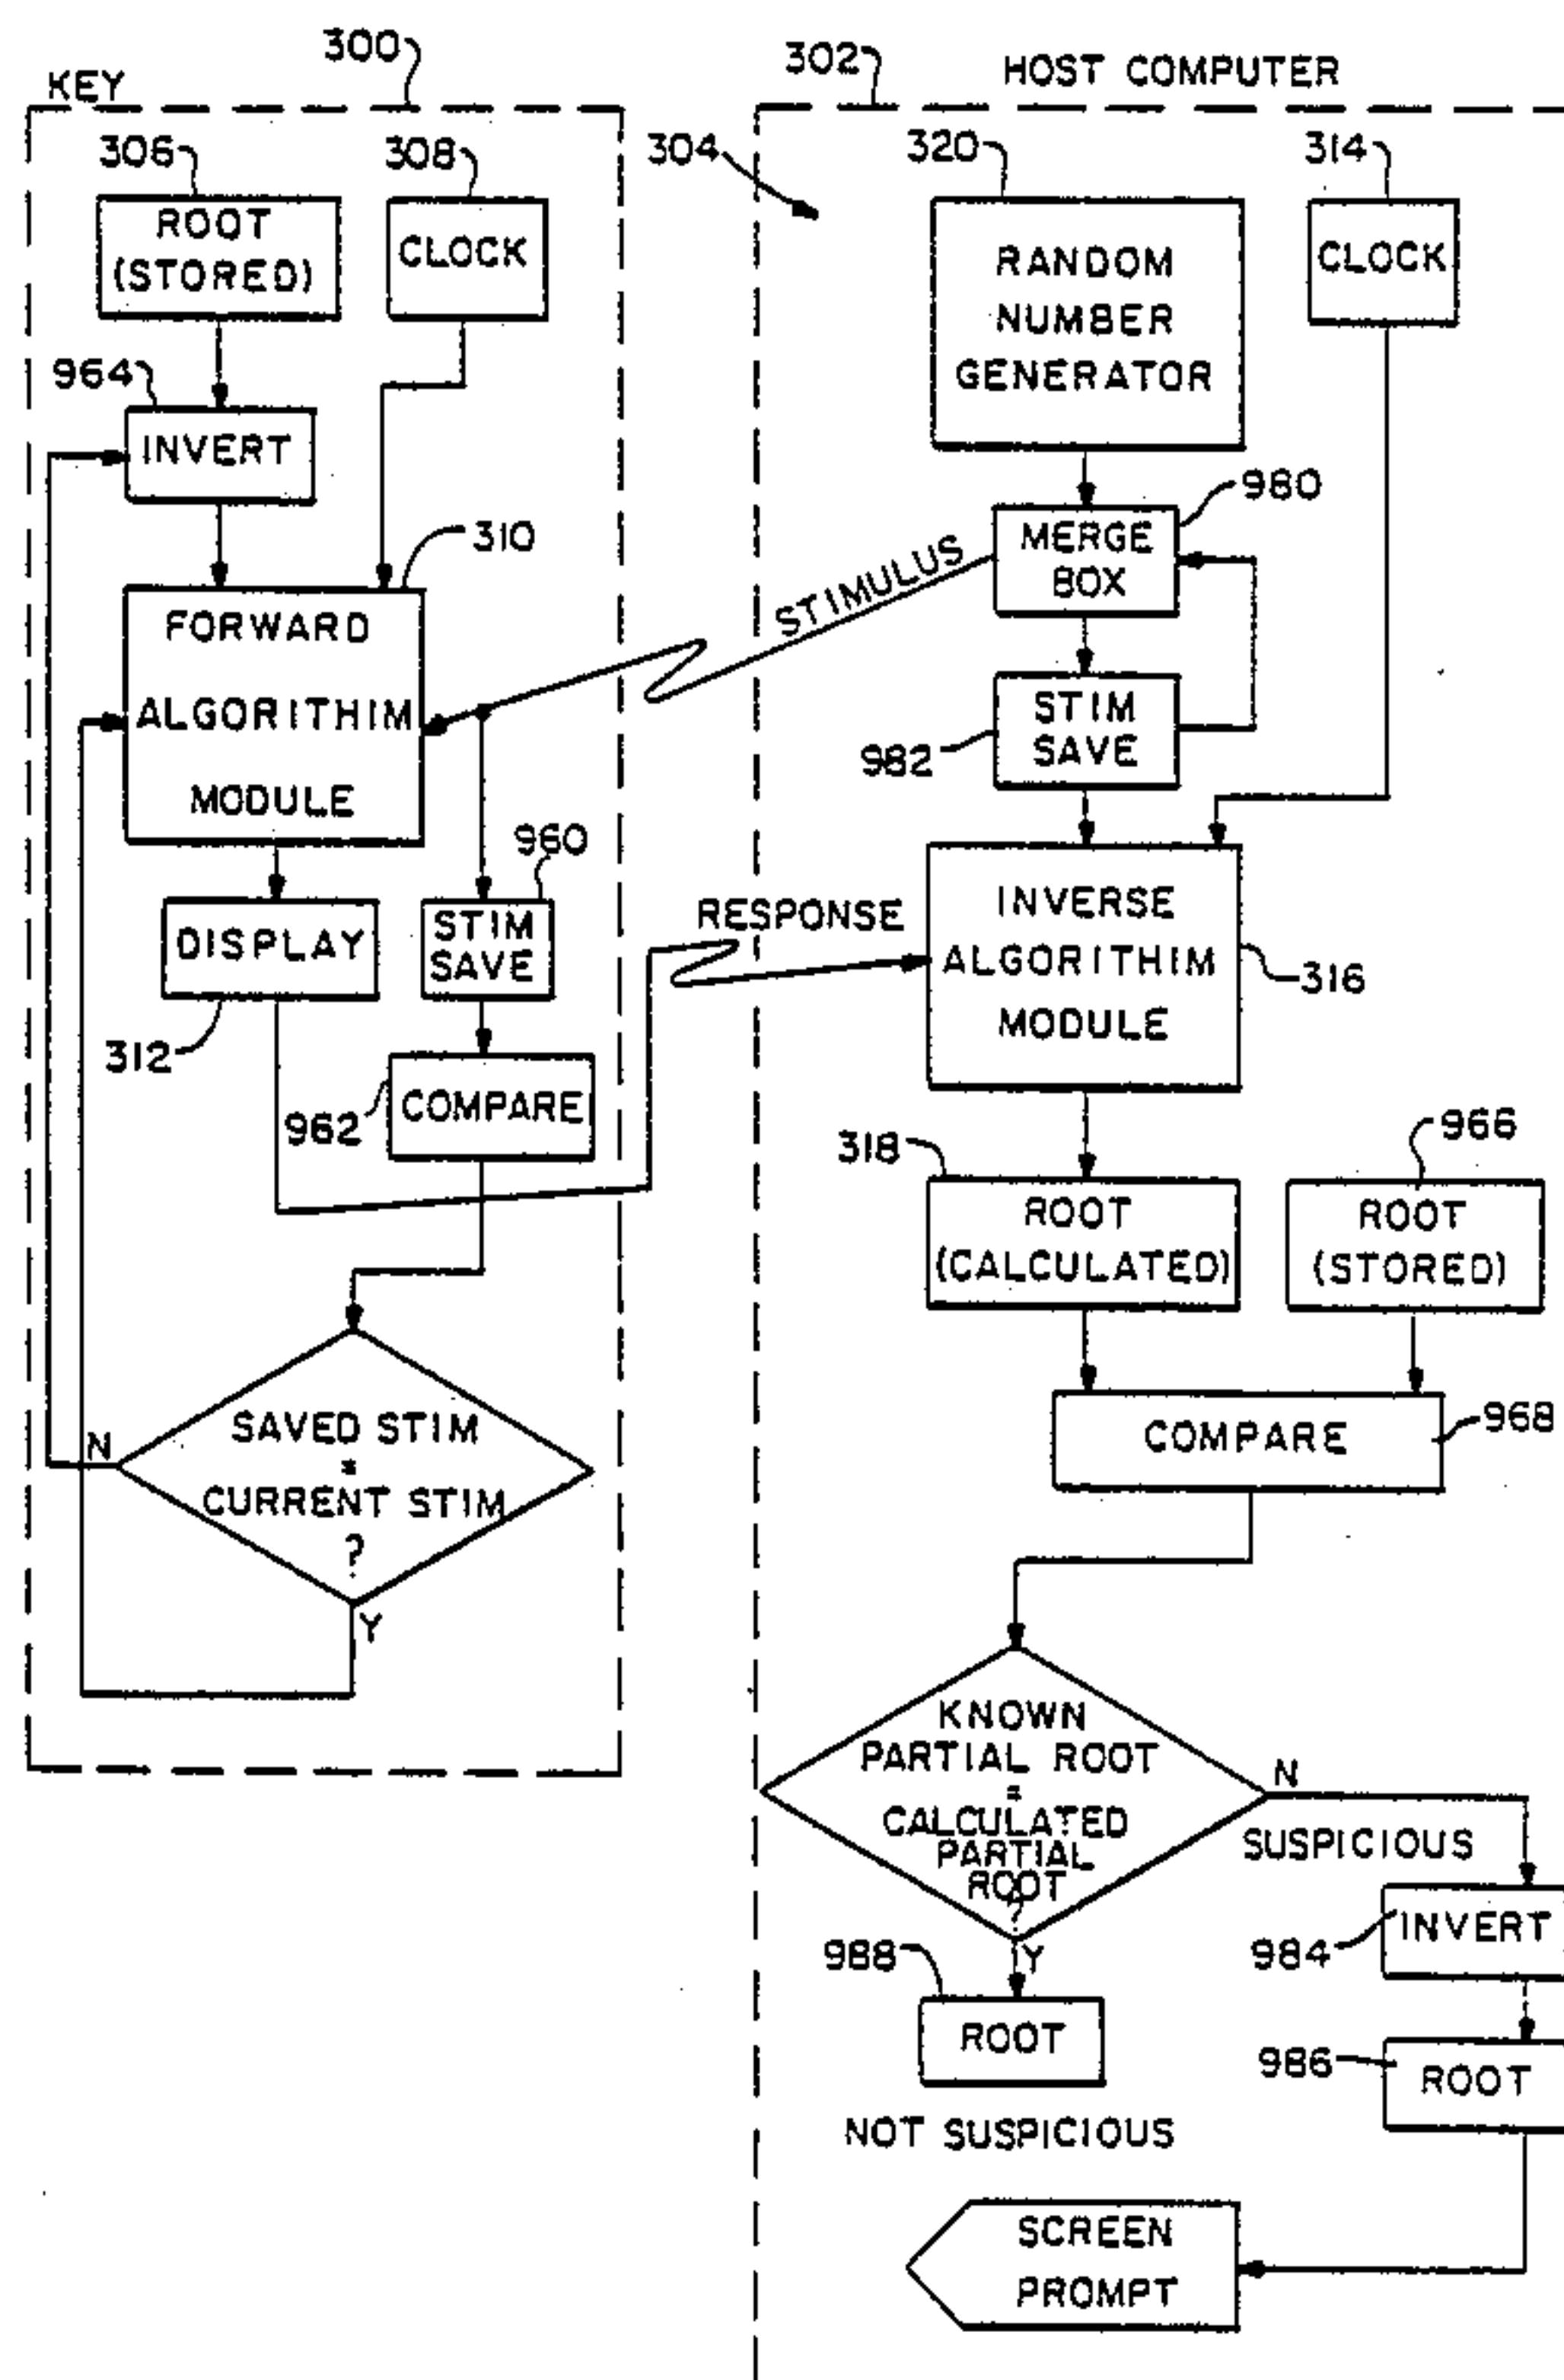 300
KEY
302
HOST COMPUTER
306
308
304
320
314
ROOT
(STORED)
CLOCK
RANDOM
NUMBER
GENERATOR
CLOCK
964
INVERT
310
980
MERGE
BOX
STIMULUS
FORWARD
ALGORITHIM
MODULE
STIM
SAVE
982
960
DISPLAY
STIM
SAVE
RESPONSE
INVERSE
ALGORITHIM
MODULE
316
312
962
COMPARE
318
966
ROOT
(CALCULATED)
ROOT
(STORED)
COMPARE
968
N
SAVED STIM
=
CURRENT STIM
?
Y
KNOWN
PARTIAL ROOT
=
CALCULATED
PARTIAL
ROOT
?
N
SUSPICIOUS
Y
984
INVERT
988
ROOT
986
ROOT
NOT SUSPICIOUS
SCREEN
PROMPT